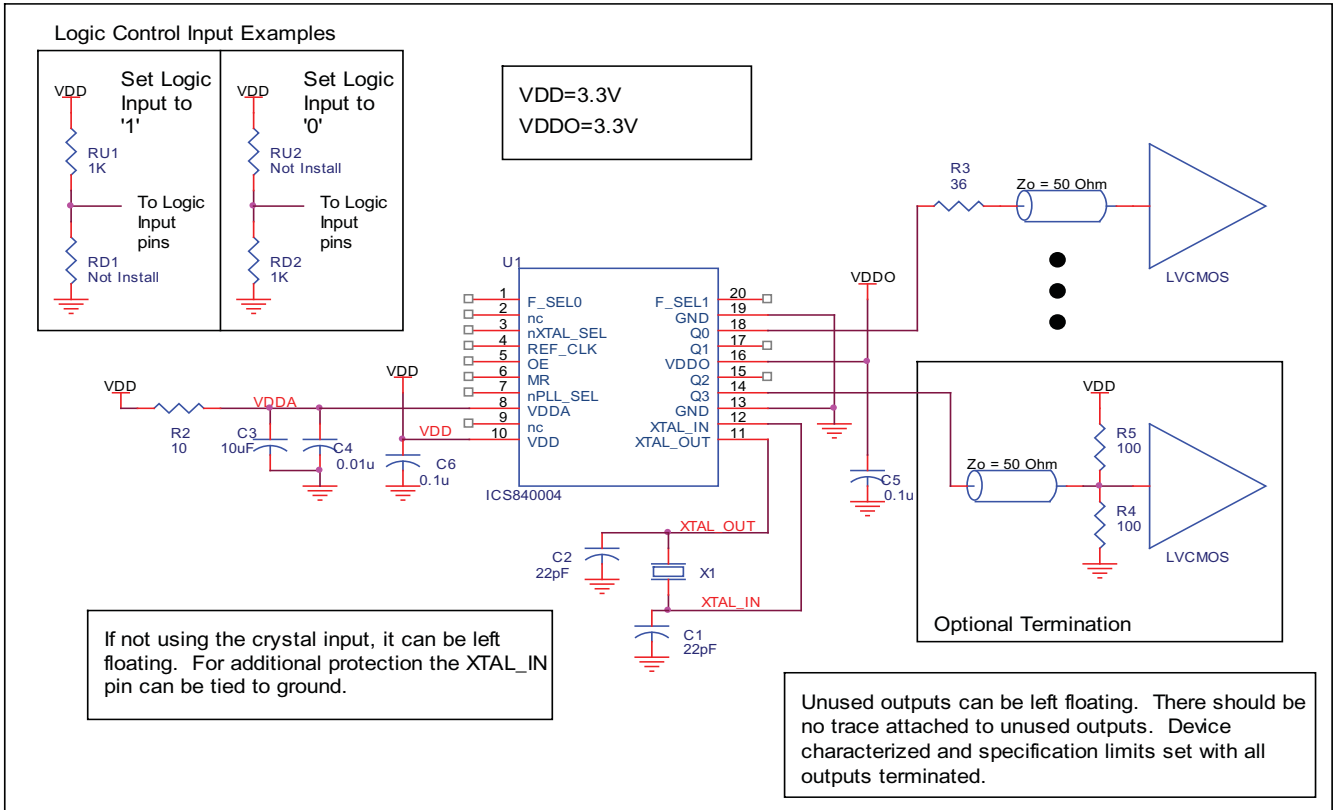 Logic Control Input Examples
VDD
Set Logic
Input to
'1'
RU1
1K
To Logic
Input
pins
RD1
Not Install
VDD
Set Logic
Input to
'0'
RU2
Not Install
To Logic
Input
pins
RD2
1K
VDD=3.3V
VDDO=3.3V
R3
36
Zo = 50 Ohm
LVCMOS
U1
1
F_SEL0
2
nc
3
nXTAL_SEL
4
REF_CLK
5
OE
6
MR
7
nPLL_SEL
8
VDDA
9
nc
10
VDD
20
F_SEL1
19
GND
18
Q0
17
Q1
16
VDDO
15
Q2
14
Q3
13
GND
12
XTAL_IN
11
XTAL_OUT
ICS840004
VDDO
C5
0.1u
VDD
R2
10
VDDA
C3
10uF
C4
0.01u
VDD
VDD
C6
0.1u
XTAL_OUT
C2
22pF
X1
XTAL_IN
C1
22pF
VDD
R5
100
Zo = 50 Ohm
R4
100
LVCMOS
Optional Termination
If not using the crystal input, it can be left
floating. For additional protection the XTAL_IN
pin can be tied to ground.
Unused outputs can be left floating. There should be
no trace attached to unused outputs. Device
characterized and specification limits set with all
outputs terminated.